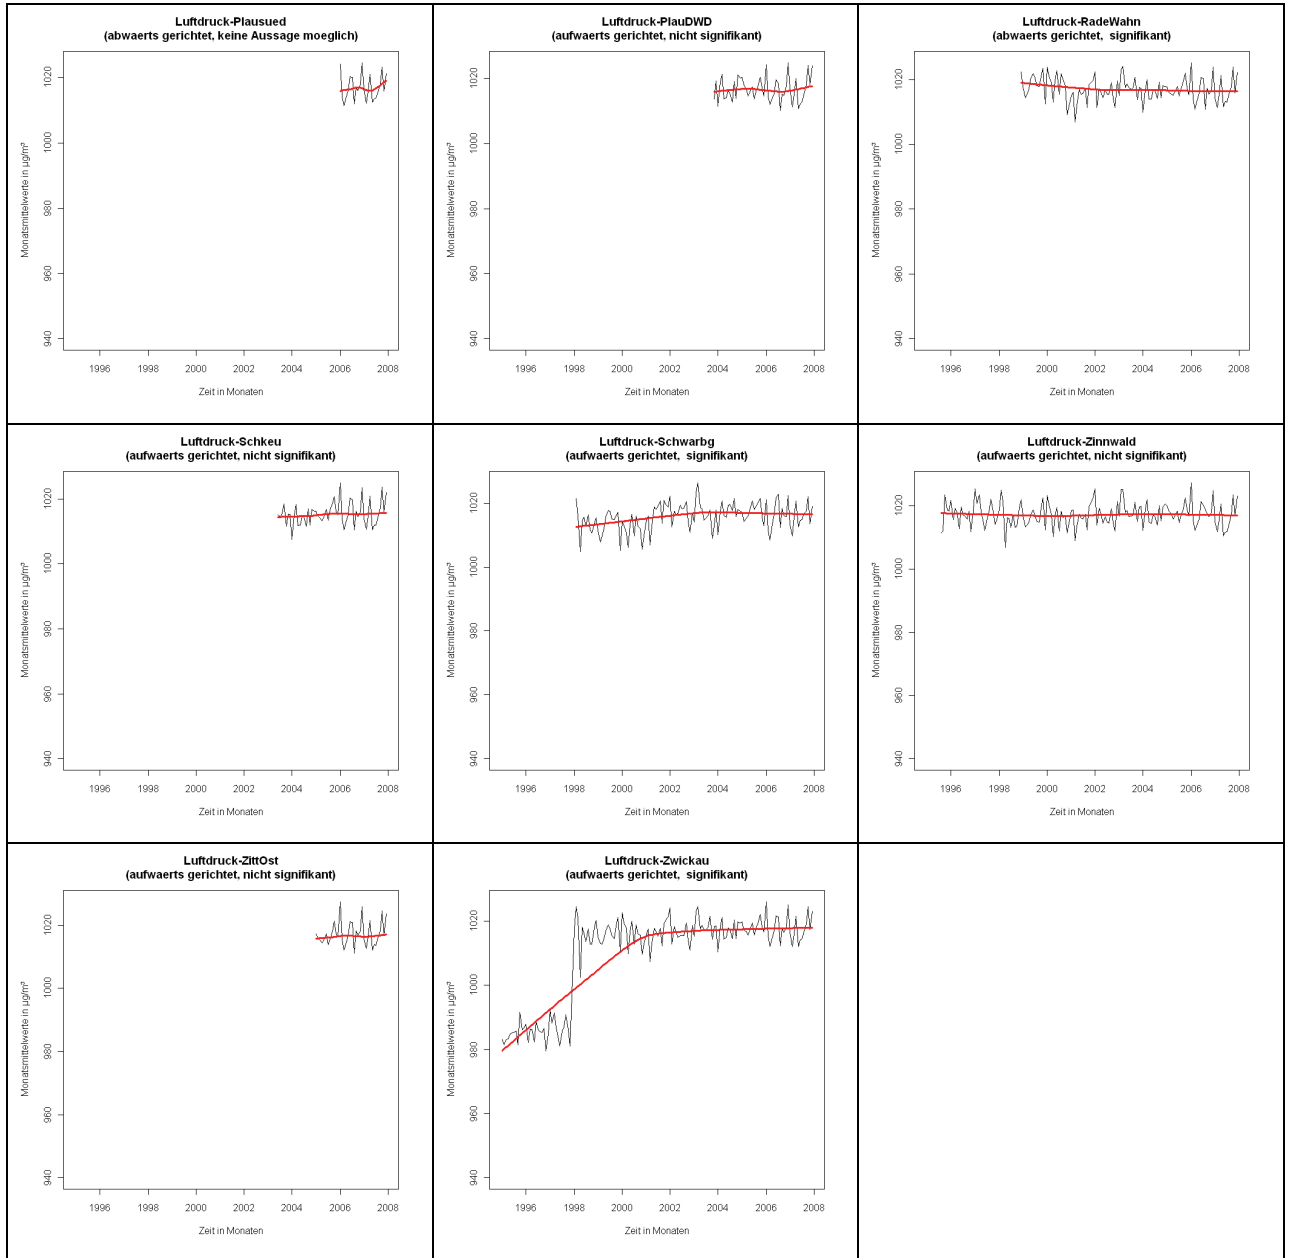 Luftdruck-Plausued
(abwaerts gerichtet, keine Aussage moeglich)
Monatsmittelwerte in µg/m³
1020
1000
980
960
940
1996 1998 2000 2002 2004 2006 2008
Zeit in Monaten
Luftdruck-PlauDWD
(aufwaerts gerichtet, nicht signifikant)
Monatsmittelwerte in µg/m³
1020
1000
980
960
940
1996 1998 2000 2002 2004 2006 2008
Zeit in Monaten
Luftdruck-RadeWahn
(abwaerts gerichtet, signifikant)
Monatsmittelwerte in µg/m³
1020
1000
980
960
940
1996 1998 2000 2002 2004 2006 2008
Zeit in Monaten
Luftdruck-Schkeu
(aufwaerts gerichtet, nicht signifikant)
Monatsmittelwerte in µg/m³
1020
1000
980
960
940
1996 1998 2000 2002 2004 2006 2008
Zeit in Monaten
Luftdruck-Schwarbg
(aufwaerts gerichtet, signifikant)
Monatsmittelwerte in µg/m³
1020
1000
980
960
940
1996 1998 2000 2002 2004 2006 2008
Zeit in Monaten
Luftdruck-Zinnwald
(aufwaerts gerichtet, nicht signifikant)
Monatsmittelwerte in µg/m³
1020
1000
980
960
940
1996 1998 2000 2002 2004 2006 2008
Zeit in Monaten
Luftdruck-ZittOst
(aufwaerts gerichtet, nicht signifikant)
Monatsmittelwerte in µg/m³
1020
1000
980
960
940
1996 1998 2000 2002 2004 2006 2008
Zeit in Monaten
Luftdruck-Zwickau
(aufwaerts gerichtet, signifikant)
Monatsmittelwerte in µg/m³
1020
1000
980
960
940
1996 1998 2000 2002 2004 2006 2008
Zeit in Monaten